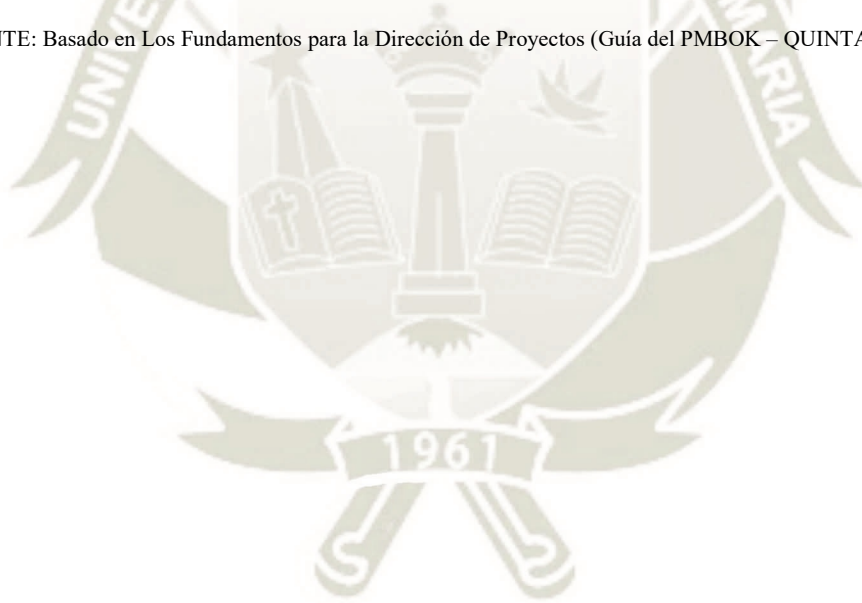 NTE: Basado en Los Fundamentos para la Dirección de Proyectos (Guía del PMBOK – QUINTA
1961